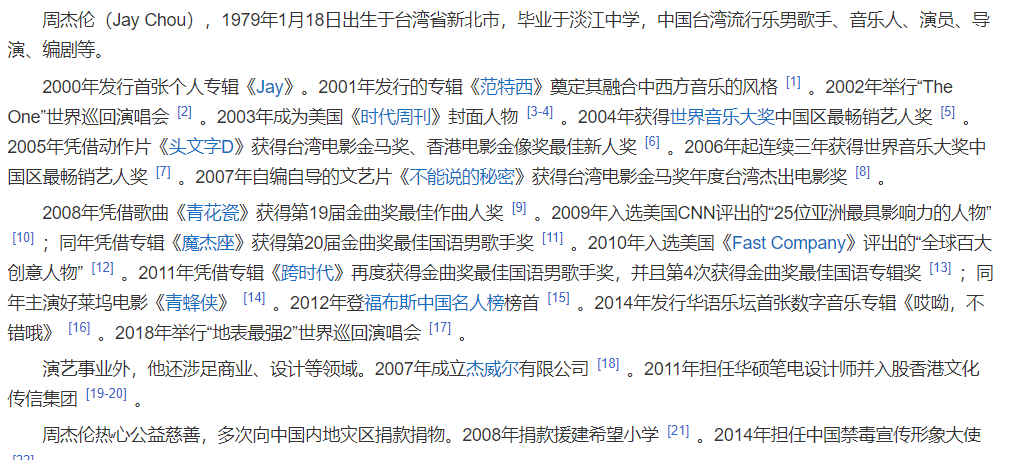 周杰伦（Jay Chou），1979年1月18日出生于台湾省新北市，毕业于淡江中学，中国台湾流行乐男歌手、音乐人、演员、导
演、编剧等。
2000年发行首张个人专辑《Jay》。2001年发行的专辑《范特西》奠定其融合中西方音乐的风格 [1] 。2002年举行“The
One”世界巡回演唱会 [2] 。2003年成为美国《时代周刊》封面人物 [3-4] 。2004年获得世界音乐大奖中国区最畅销艺人奖 [5] 。
2005年凭借动作片《头文字D》获得台湾电影金马奖、香港电影金像奖最佳新人奖 [6] 。2006年起连续三年获得世界音乐大奖中
国区最畅销艺人奖 [7] 。2007年自编自导的文艺片《不能说的秘密》获得台湾电影金马奖年度台湾杰出电影奖 [8] 。
2008年凭借歌曲《青花瓷》获得第19届金曲奖最佳作曲人奖 [9] 。2009年入选美国CNN评出的“25位亚洲最具影响力的人物”
[10] ；同年凭借专辑《魔杰座》获得第20届金曲奖最佳国语男歌手奖 [11] 。2010年入选美国《Fast Company》评出的“全球百大
创意人物” [12] 。2011年凭借专辑《跨时代》再度获得金曲奖最佳国语男歌手奖，并且第4次获得金曲奖最佳国语专辑奖 [13] ；同
年主演好莱坞电影《青蜂侠》 [14] 。2012年登福布斯中国名人榜榜首 [15] 。2014年发行华语乐坛首张数字音乐专辑《哎呦，不
错哦》 [16] 。2018年举行“地表最强2”世界巡回演唱会 [17] 。
演艺事业外，他还涉足商业、设计等领域。2007年成立杰威尔有限公司 [18] 。2011年担任华硕笔电设计师并入股香港文化
传信集团 [19-20] 。
周杰伦热心公益慈善，多次向中国内地灾区捐款捐物。2008年捐款援建希望小学 [21] 。2014年担任中国禁毒宣传形象大使